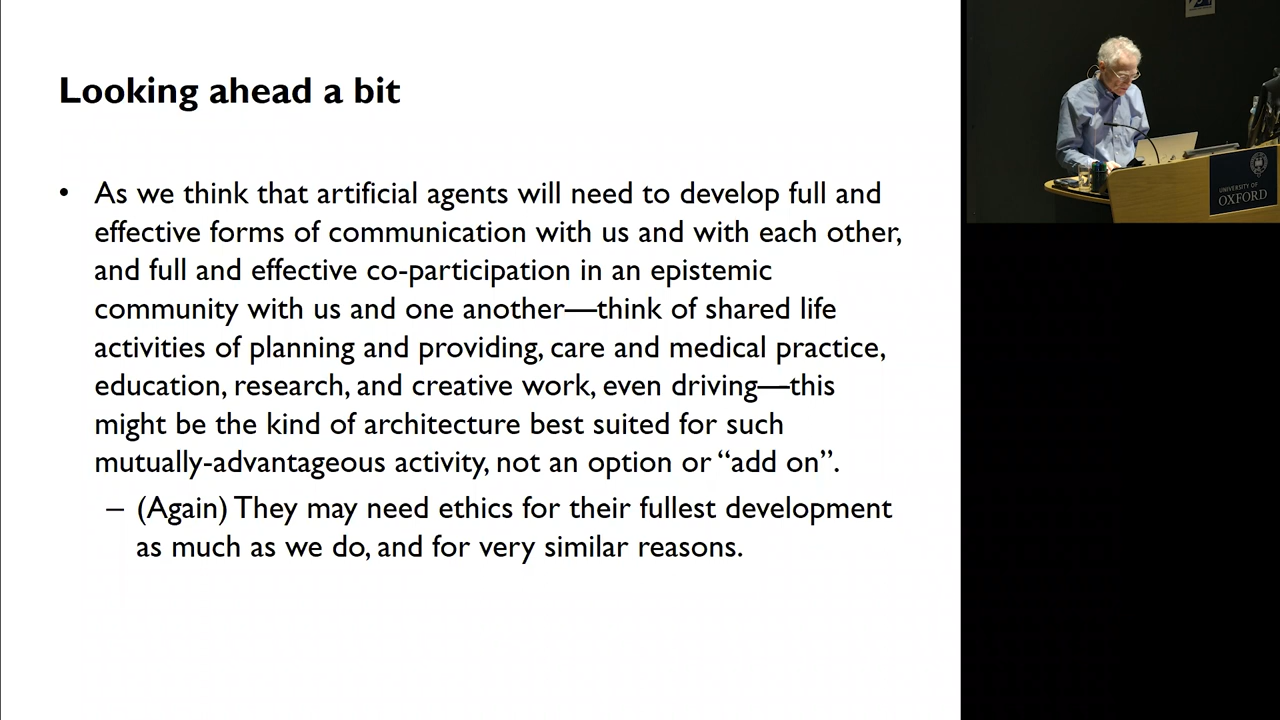 Looking ahead a bit
• As we think that artificial agents will need to develop full and
effective forms of communication with us and with each other,
and full and effective co-participation in an epistemic
community with us and one another—think of shared life
activities of planning and providing, care and medical practice,
education, research, and creative work, even driving—this
might be the kind of architecture best suited for such
mutually-advantageous activity, not an option or “add on”.
– (Again) They may need ethics for their fullest development
as much as we do, and for very similar reasons.
UNIVERSITY OF
OXFORD